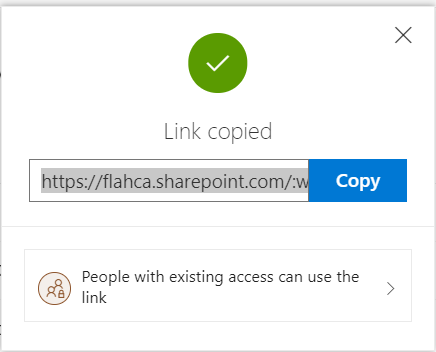 Link copied
https://flahca.sharepoint.com/:w
Copy
People with existing access can use the
link